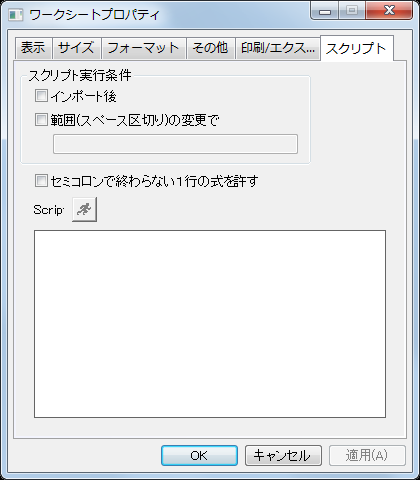 ワークシートプロパティ
表示 サイズ フォーマット その他 印刷/エクス... スクリプト
スクリプト実行条件
インポート後
範囲(スペース区切り)の変更で
セミコロンで終わらない1行の式を許す
Scrip
OK キャンセル 適用(A)